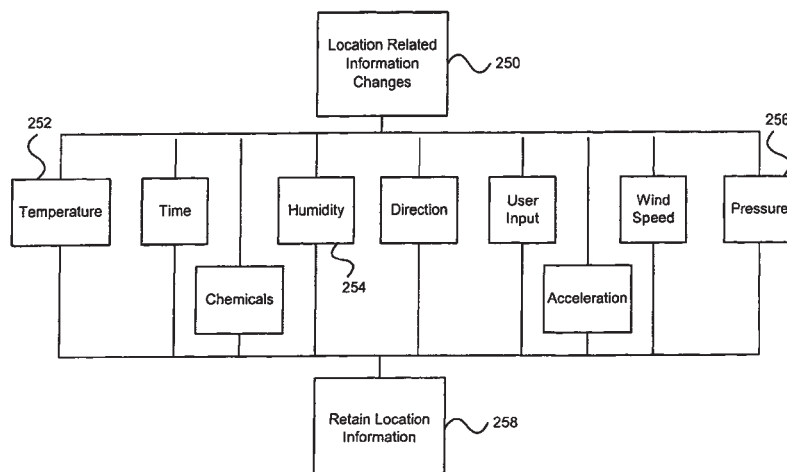 Location Related
Information
Changes
250
252
256
Temperature
Time
Humidity
Direction
User
Input
Wind
Speed
Pressure
254
Chemicals
Acceleration
Retain Location
Information
258